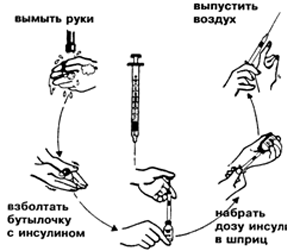 вымыть руки
выпустить
воздух
взболтать
бутылочку
с инсулином
набрать
дозу инсули
в шприц